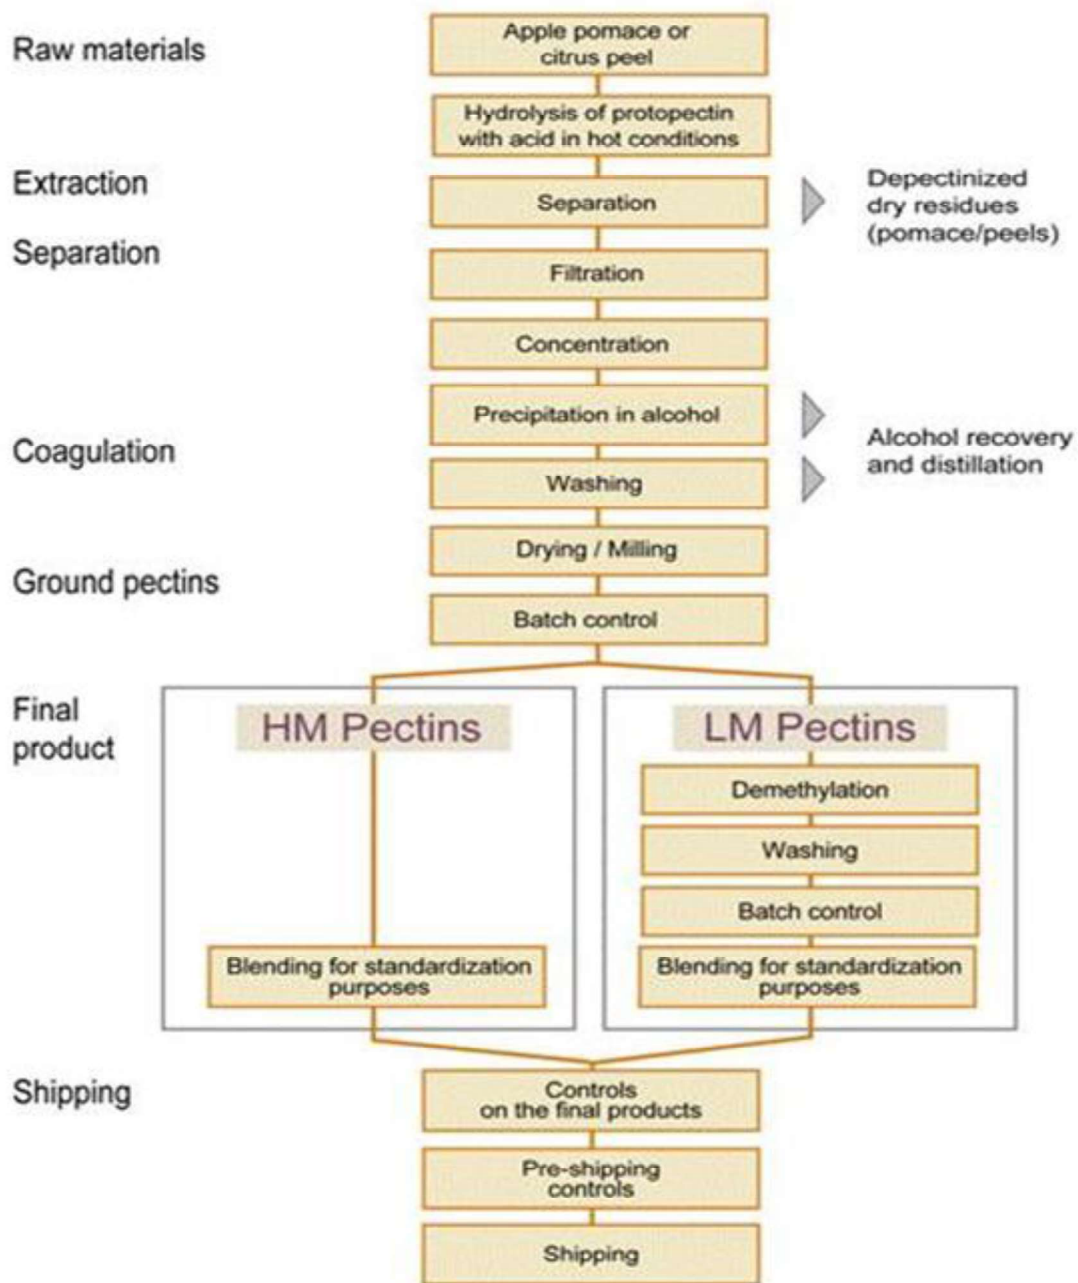 Raw materials
Apple pomace or
citrus peel
Hydrolysis of protopectin
with acid in hot conditions
Extraction
Separation
Depectinized
dry residues
(pomace/peels)
Separation
Filtration
Concentration
Precipitation in alcohol
Coagulation
Alcohol recovery
and distillation
Washing
Drying / Milling
Ground pectins
Batch control
Final
product
HM Pectins
Blending for standardization
purposes
LM Pectins
Demethylation
Washing
Batch control
Blending for standardization
purposes
Shipping
Controls
on the final products
Pre-shipping
controls
Shipping